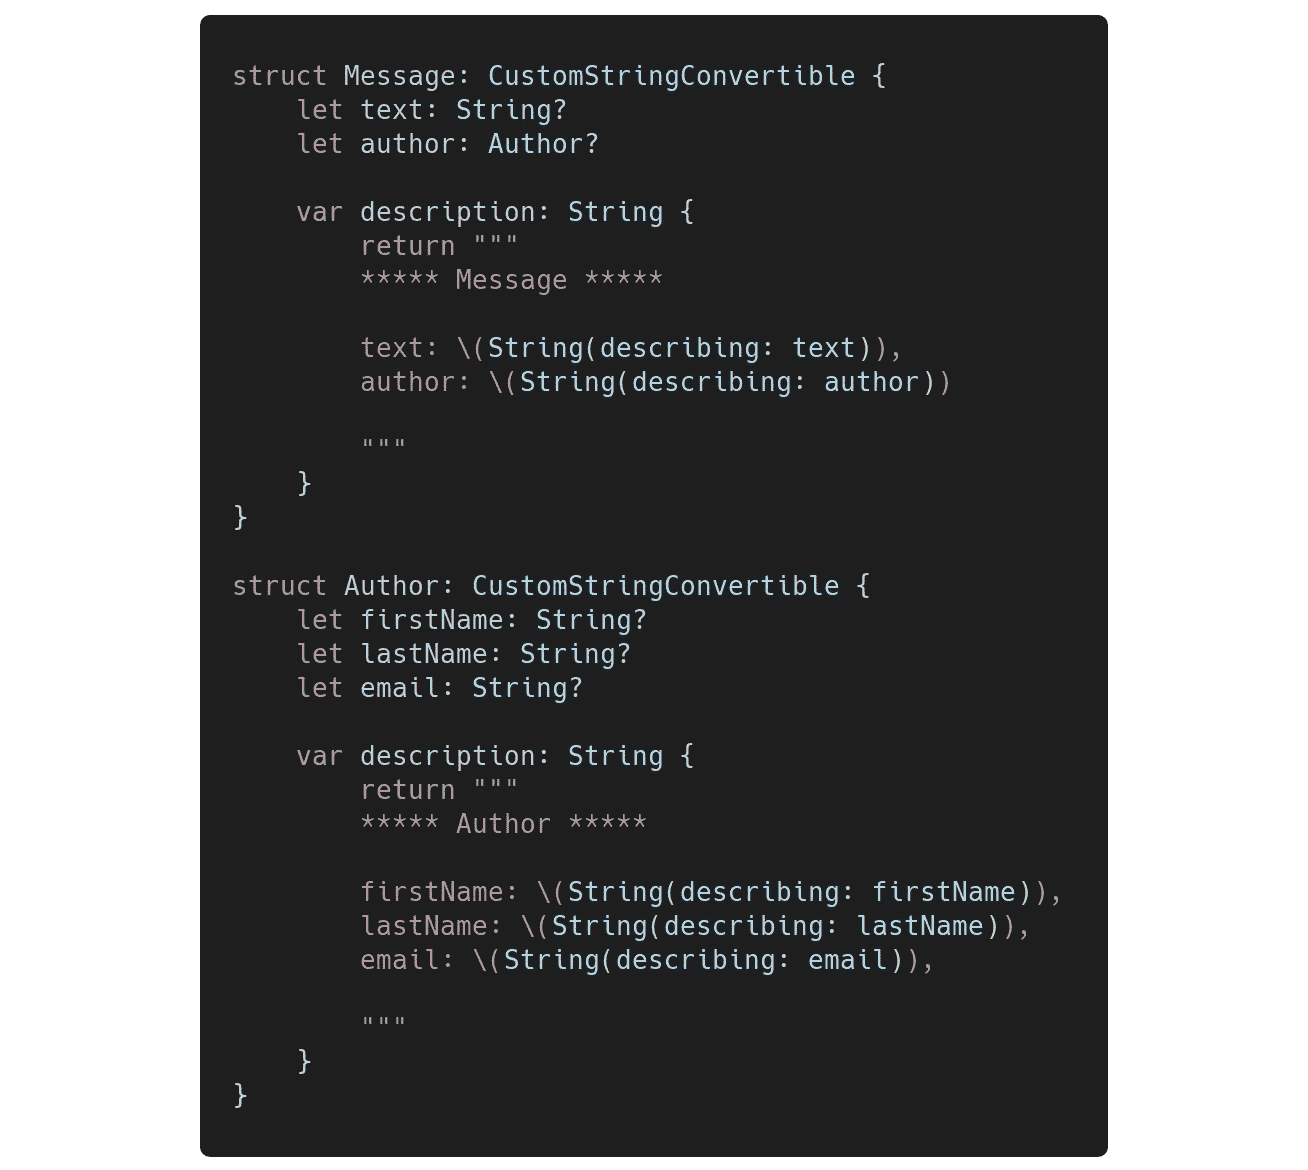 struct Message: CustomStringConvertible {
    let text: String?
    let author: Author?

    var description: String {
        return """
        ***** Message *****

        text: \(String(describing: text)),
        author: \(String(describing: author))

        """
    }
}

struct Author: CustomStringConvertible {
    let firstName: String?
    let lastName: String?
    let email: String?

    var description: String {
        return """
        ***** Author *****

        firstName: \(String(describing: firstName)),
        lastName: \(String(describing: lastName)),
        email: \(String(describing: email)),

        """
    }
}